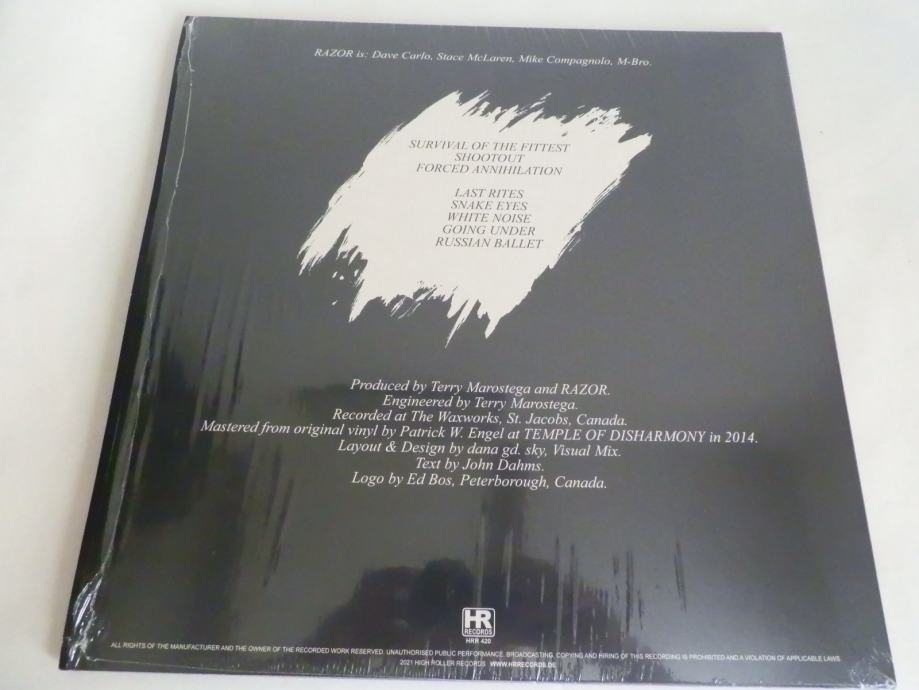 RAZOR is: Dave Carlo, Stace McLaren, Mike Compagnolo, M-Bro.
SURVIVAL OF THE FITTEST
SHOOTOUT
FORCED ANNIHILATION
LAST RITES
SNAKE EYES
WHITE NOISE
GOING UNDER
RUSSIAN BALLET
Produced by Terry Marostega and RAZOR.
Engineered by Terry Marostega.
Recorded at The Waxworks, St. Jacobs, Canada.
Mastered from original vinyl by Patrick W. Engel at TEMPLE OF DISHARMONY in 2014.
Layout & Design by dana gd. sky, Visual Mix.
Text by John Dahms.
Logo by Ed Bos, Peterborough, Canada.
HR
RECORDS
HRR 420
ALL RIGHTS OF THE MANUFACTURER AND THE OWNER OF THE RECORDED WORK RESERVED. UNAUTHORISED PUBLIC PERFORMANCE, BROADCASTING, COPYING AND HIRING OF THIS RECORDING IS PROHIBITED AND A VIOLATION OF APPLICABLE LAWS.
2021 HIGH ROLLER RECORDS WWW.HRRECORDS.DE